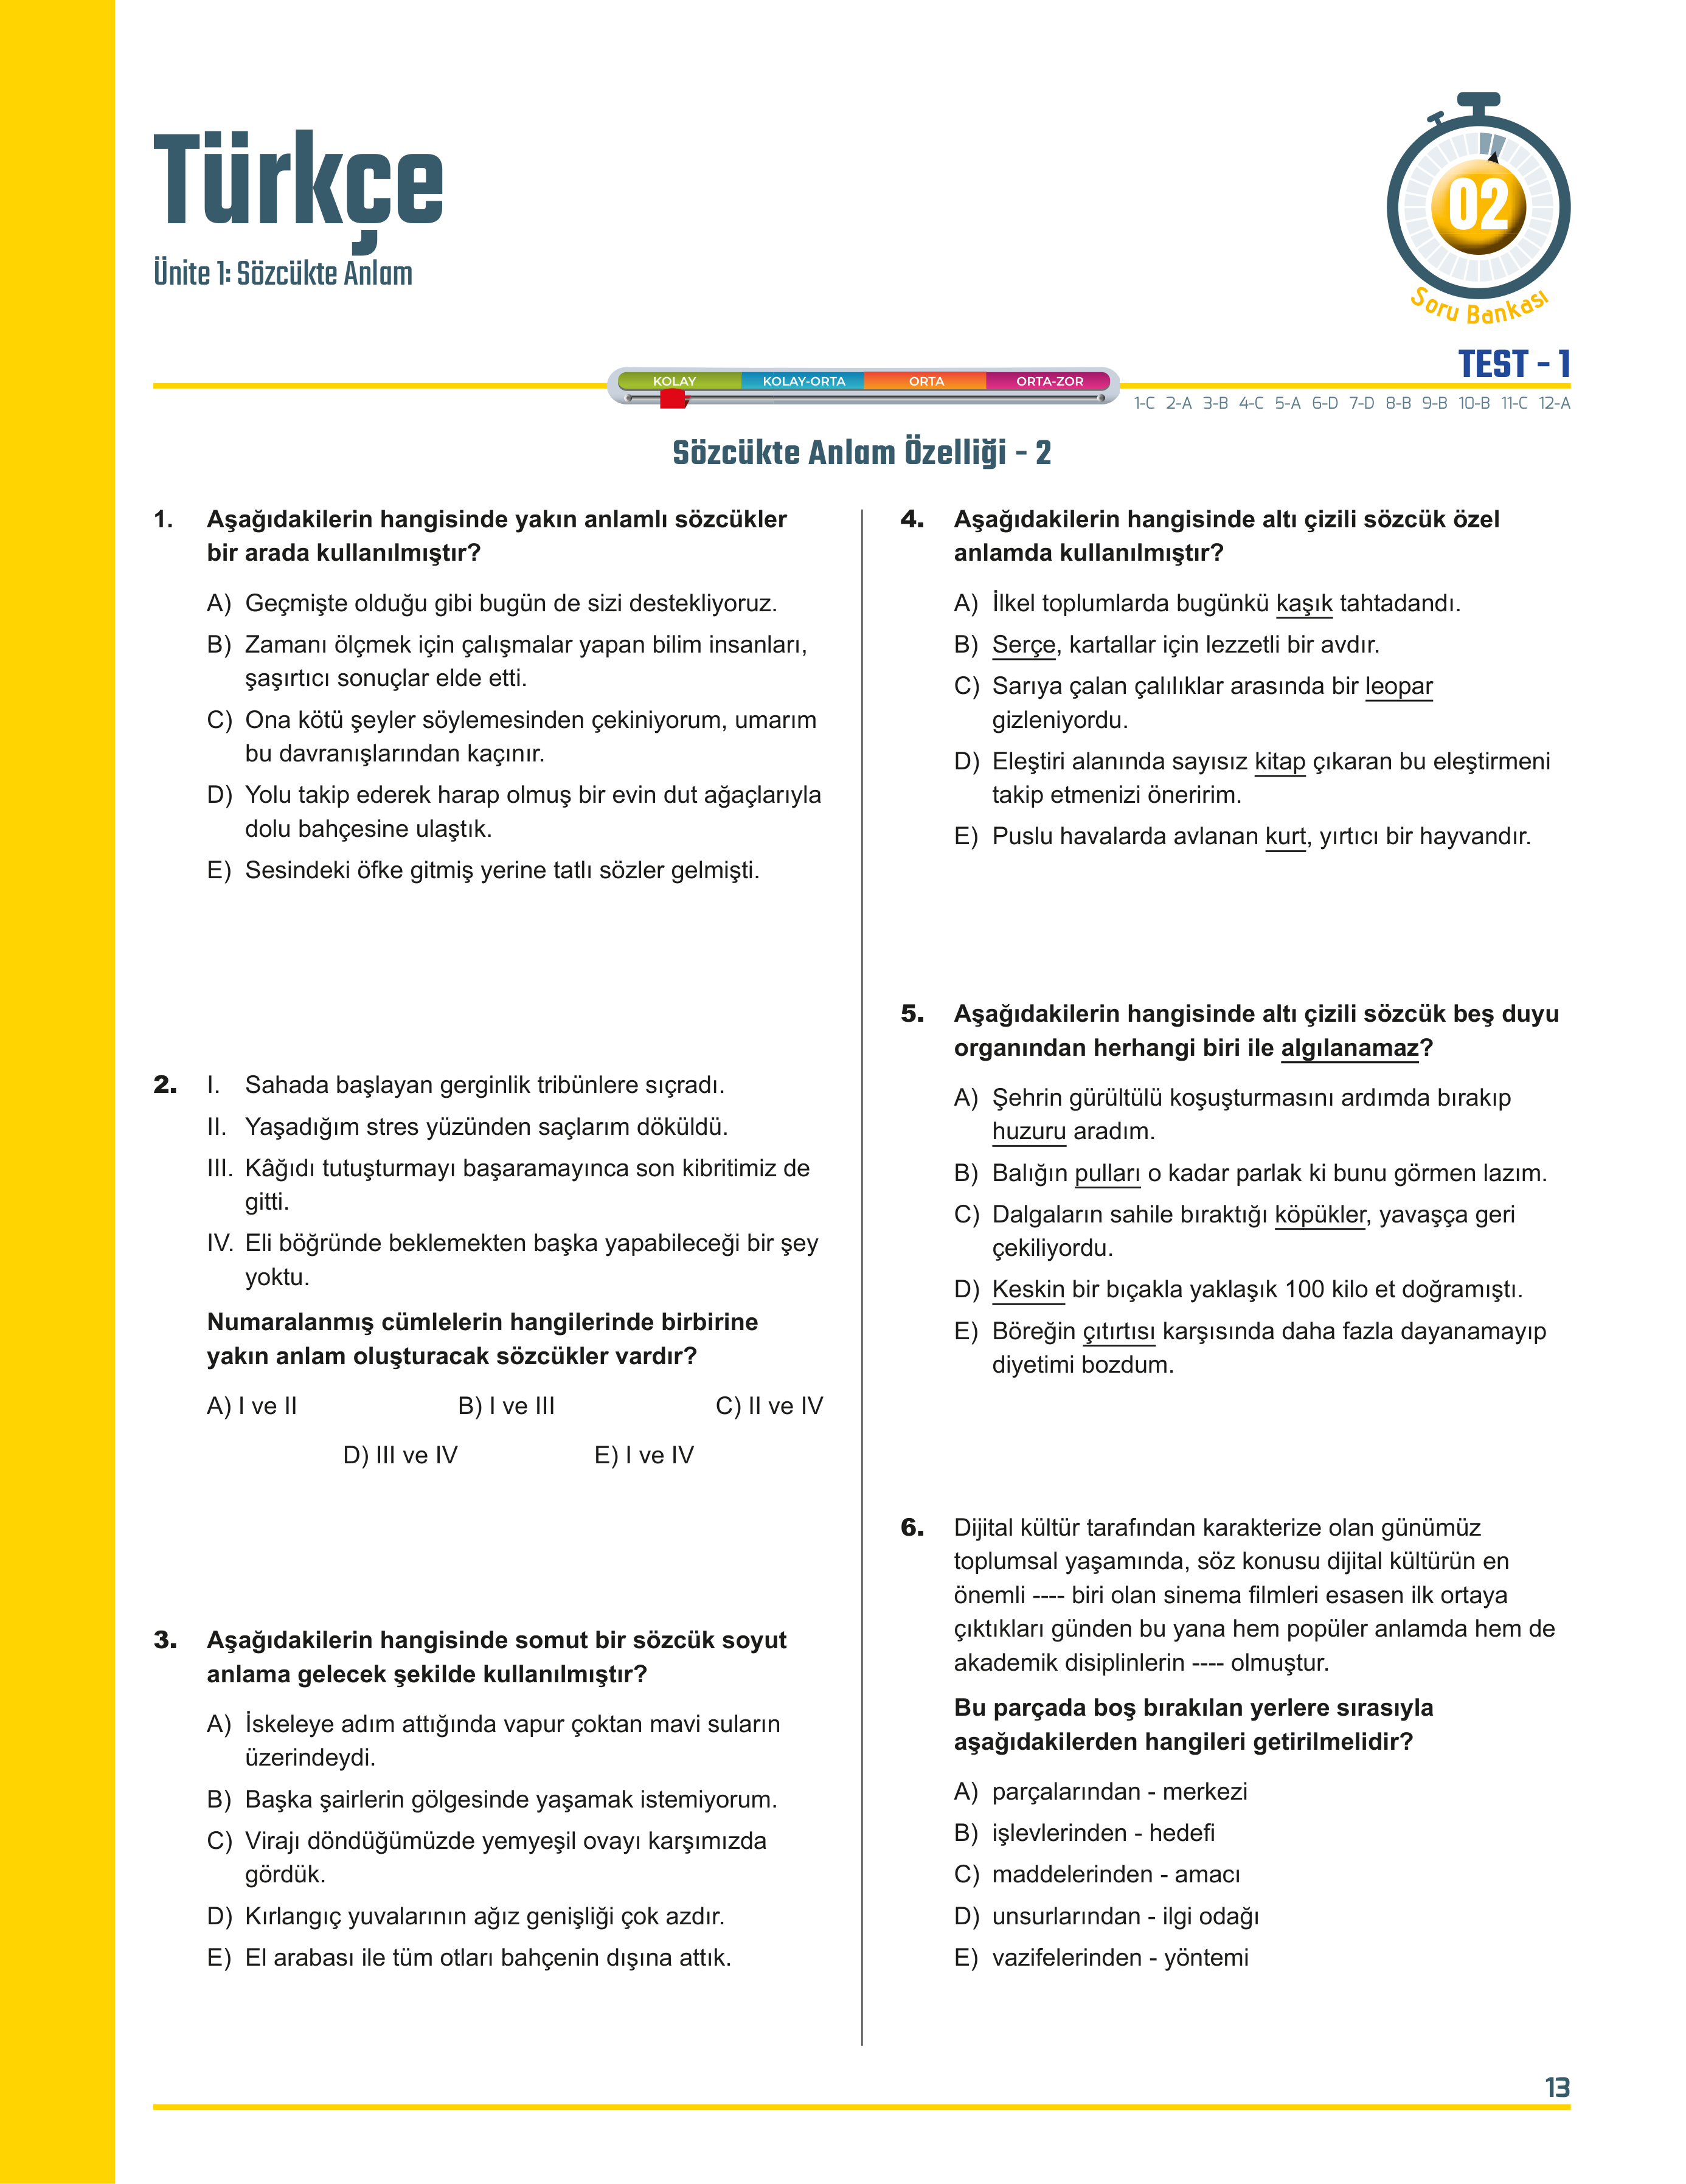 Türkçe
Ünite 1: Sözcükte Anlam
02
Soru Bankası
TEST - 1
KOLAY KOLAY-ORTA ORTA ORTA-ZOR
1-C 2-A 3-B 4-C 5-A 6-D 7-D 8-B 9-B 10-B 11-C 12-A
Sözcükte Anlam Özelliği - 2
1. Aşağıdakilerin hangisinde yakın anlamlı sözcükler
bir arada kullanılmıştır?
A) Geçmişte olduğu gibi bugün de sizi destekliyoruz.
B) Zamanı ölçmek için çalışmalar yapan bilim insanları,
şaşırtıcı sonuçlar elde etti.
C) Ona kötü şeyler söylemesinden çekiniyorum, umarım
bu davranışlarından kaçınır.
D) Yolu takip ederek harap olmuş bir evin dut ağaçlarıyla
dolu bahçesine ulaştık.
E) Sesindeki öfke gitmiş yerine tatlı sözler gelmişti.
2. I. Sahada başlayan gerginlik tribünlere sıçradı.
II. Yaşadığım stres yüzünden saçlarım döküldü.
III. Kâğıdı tutuşturmayı başaramayınca son kibritimiz de
gitti.
IV. Eli böğründe beklemekten başka yapabileceği bir şey
yoktu.
Numaralanmış cümlelerin hangilerinde birbirine
yakın anlam oluşturacak sözcükler vardır?
A) I ve II B) I ve III C) II ve IV
D) III ve IV E) I ve IV
3. Aşağıdakilerin hangisinde somut bir sözcük soyut
anlama gelecek şekilde kullanılmıştır?
A) İskeleye adım attığında vapur çoktan mavi suların
üzerindeydi.
B) Başka şairlerin gölgesinde yaşamak istemiyorum.
C) Virajı döndüğümüzde yemyeşil ovayı karşımızda
gördük.
D) Kırlangıç yuvalarının ağız genişliği çok azdır.
E) El arabası ile tüm otları bahçenin dışına attık.
4. Aşağıdakilerin hangisinde altı çizili sözcük özel
anlamda kullanılmıştır?
A) İlkel toplumlarda bugünkü kaşık tahtadandı.
B) Serçe, kartallar için lezzetli bir avdır.
C) Sarıya çalan çalılıklar arasında bir leopar
gizleniyordu.
D) Eleştiri alanında sayısız kitap çıkaran bu eleştirmeni
takip etmenizi öneririm.
E) Puslu havalarda avlanan kurt, yırtıcı bir hayvandır.
5. Aşağıdakilerin hangisinde altı çizili sözcük beş duyu
organından herhangi biri ile algılanamaz?
A) Şehrin gürültülü koşuşturmasını ardımda bırakıp
huzuru aradım.
B) Balığın pulları o kadar parlak ki bunu görmen lazım.
C) Dalgaların sahile bıraktığı köpükler, yavaşça geri
çekiliyordu.
D) Keskin bir bıçakla yaklaşık 100 kilo et doğramıştı.
E) Böreğin çıtırtısı karşısında daha fazla dayanamayıp
diyetimi bozdum.
6. Dijital kültür tarafından karakterize olan günümüz
toplumsal yaşamında, söz konusu dijital kültürün en
önemli ---- biri olan sinema filmleri esasen ilk ortaya
çıktıkları günden bu yana hem popüler anlamda hem de
akademik disiplinlerin ---- olmuştur.
Bu parçada boş bırakılan yerlere sırasıyla
aşağıdakilerden hangileri getirilmelidir?
A) parçalarından - merkezi
B) işlevlerinden - hedefi
C) maddelerinden - amacı
D) unsurlarından - ilgi odağı
E) vazifelerinden - yöntemi
13